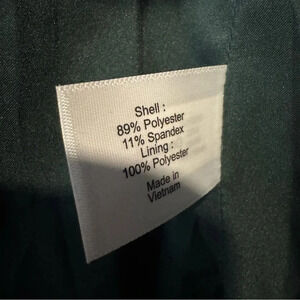 Shell :
89% Polyester
11% Spandex
Lining :
100% Polyester
Made in
Vietnam